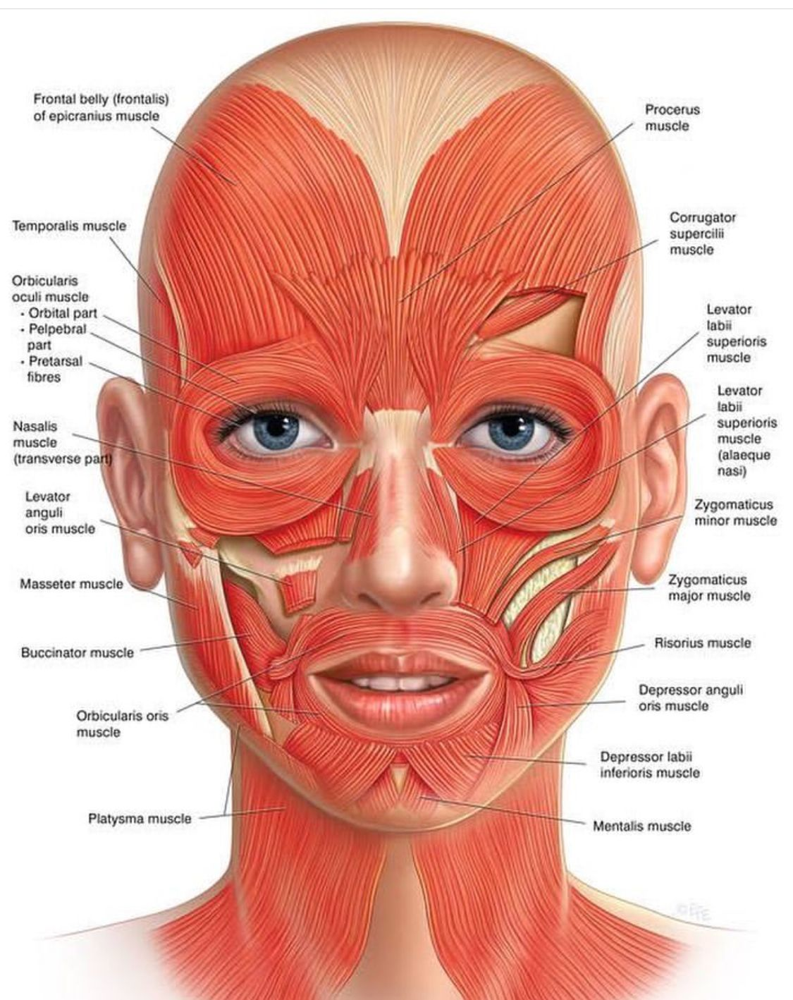 Frontal belly (frontalis)
of epicranius muscle
Temporalis muscle
Orbicularis
oculi muscle
· Orbital part
· Pelpebral
part
· Pretarsal
fibres
Nasalis
muscle
(transverse part)
Levator
anguli
oris muscle
Masseter muscle
Buccinator muscle
Orbicularis oris
muscle
Platysma muscle
Procerus
muscle
Corrugator
supercilii
muscle
Levator
labii
superioris
muscle
Levator
labii
superioris
muscle
(alaeque
nasi)
Zygomaticus
minor muscle
Zygomaticus
major muscle
Risorius muscle
Depressor anguli
oris muscle
Depressor labii
inferioris muscle
Mentalis muscle